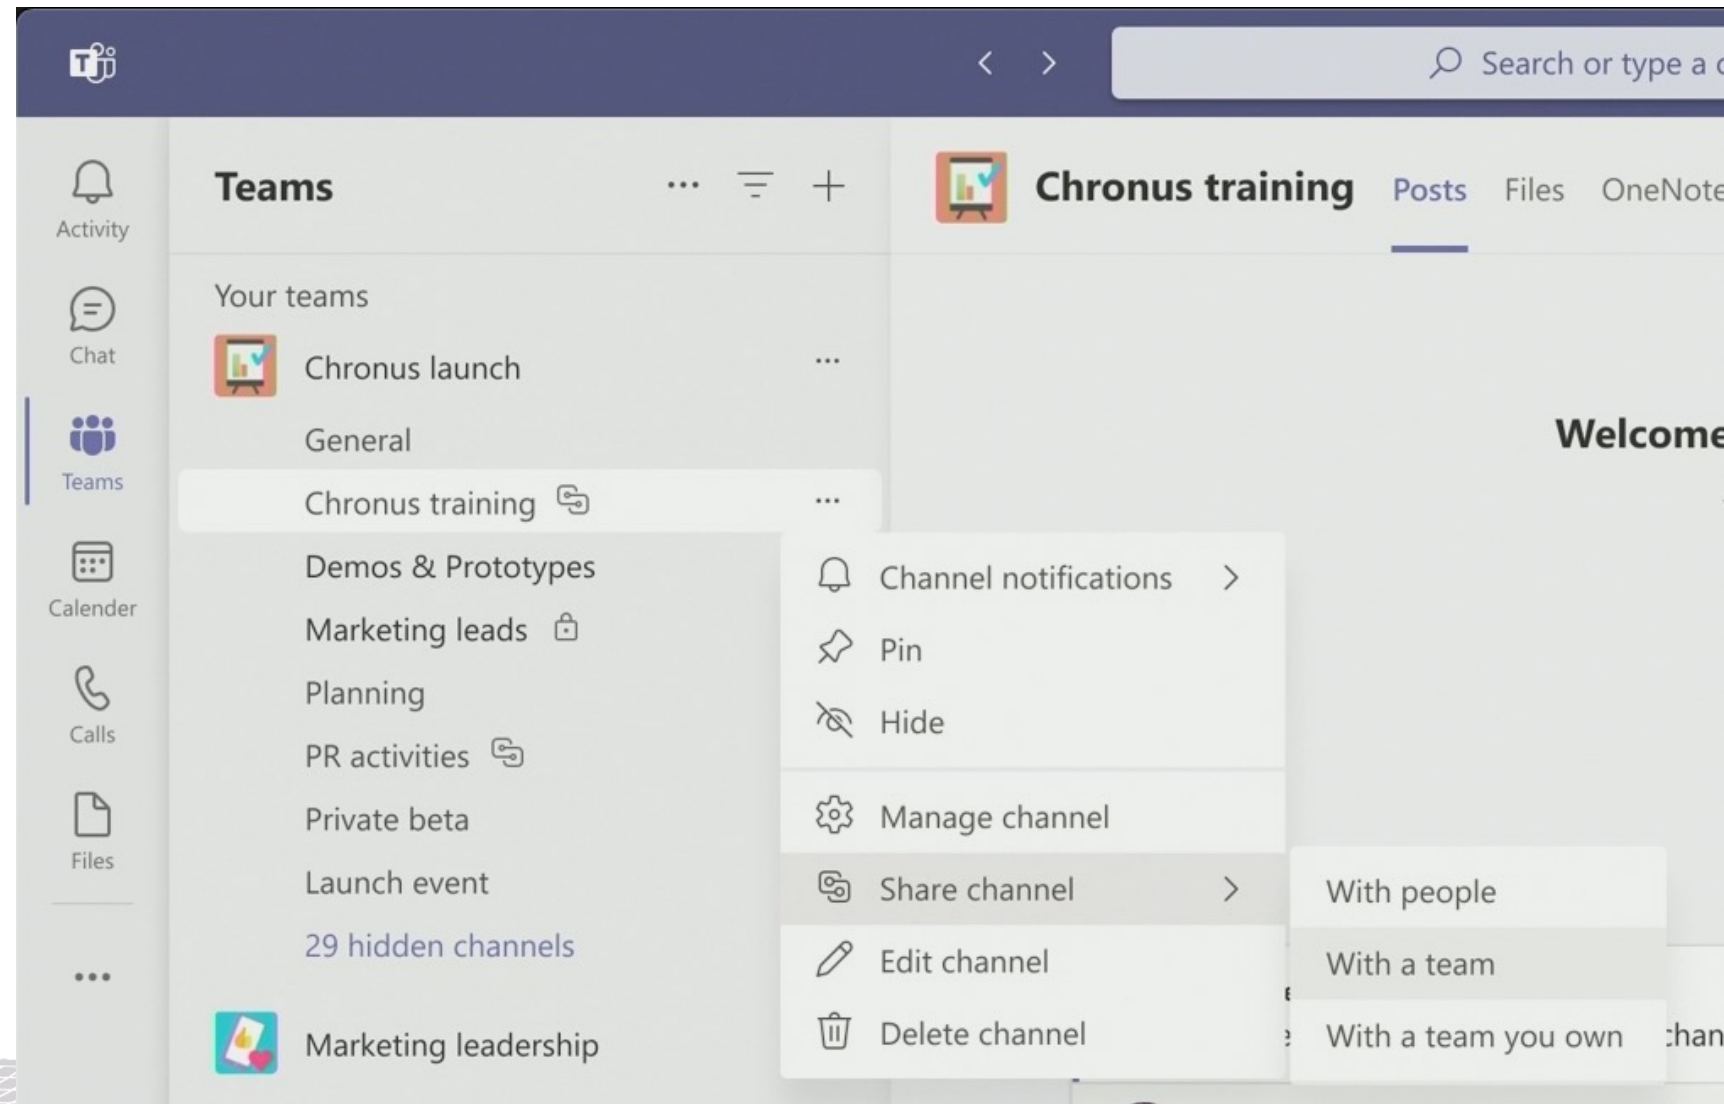 T
Search or type a
Activity
Chat
Teams
Calender
Calls
Files
Teams
Your teams
Chronus launch
General
Chronus training
Demos & Prototypes
Marketing leads
Planning
PR activities
Private beta
Launch event
29 hidden channels
Marketing leadership
Chronus training Posts Files OneNote
Welcome
Channel notifications
Pin
Hide
Manage channel
Share channel
Edit channel
Delete channel
With people
With a team
With a team you own